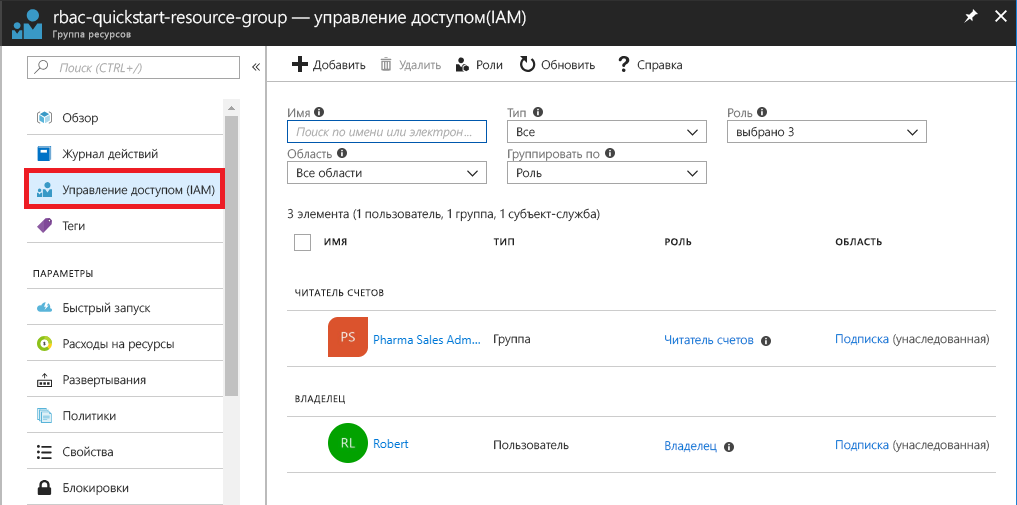 rbac-quickstart-resource-group — управление доступом(IAM)
Группа ресурсов
Поиск (CTRL+/)
«
Обзор
Журнал действий
Управление доступом (IAM)
Теги
ПАРАМЕТРЫ
Быстрый запуск
Расходы на ресурсы
Развертывания
Политики
Свойства
Блокировки
Добавить Удалить Роли Обновить ? Справка
Имя Тип Роль
Поиск по имени или электрон... Все выбрано 3
Область Группировать по
Все области Роль
3 элемента (1 пользователь, 1 группа, 1 субъект-служба)
ИМЯ ТИП РОЛЬ ОБЛАСТЬ
ЧИТАТЕЛЬ СЧЕТОВ
PS Pharma Sales Adm... Группа Читатель счетов Подписка (унаследованная)
ВЛАДЕЛЕЦ
RL Robert Пользователь Владелец Подписка (унаследованная)